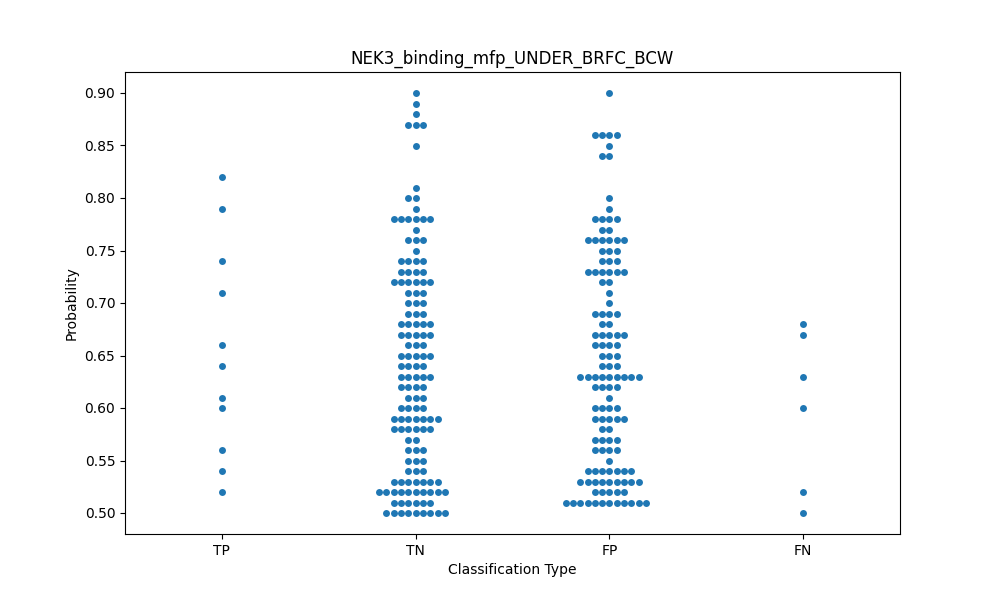 NEK3_binding_mfp_UNDER_BRFC_BCW
0.90
0.85
0.80
0.75
0.70
0.65
0.60
0.55
0.50
Probability
TP
TN
FP
FN
Classification Type